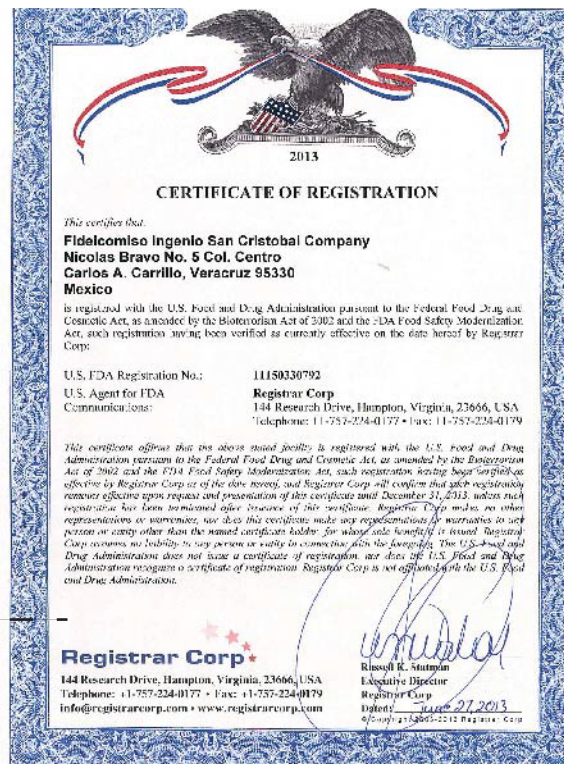 2013
CERTIFICATE OF REGISTRATION
This certifies that:
Fideicomiso Ingenio San Cristobal Company
Nicolas Bravo No. 5 Col. Centro
Carlos A. Carrillo, Veracruz 95330
Mexico
is registered with the U.S. Food and Drug Administration pursuant to the Federal Food Drug and
Cosmetic Act, as amended by the Bioterrorism Act of 2002 and the FDA Food Safety Modernization
Act, such registration having been verified as currently effective on the date hereof by Registrar
Corp:
U.S. FDA Registration No.: 11150330792
U.S. Agent for FDA Registrar Corp
Communications: 144 Research Drive, Hampton, Virginia, 23666, USA
Telephone: +1-757-224-0177 • Fax: +1-757-224-0179
This certificate affirms that the above stated facility is registered with the U.S. Food and Drug
Administration pursuant to the Federal Food Drug and Cosmetic Act, as amended by the Bioterrorism
Act of 2002 and the FDA Food Safety Modernization Act, such registration having been verified as
effective by Registrar Corp as of the date hereof, and Registrar Corp will confirm that such registration
remains effective upon request and presentation of this certificate until December 31, 2013, unless such
registration has been terminated after issuance of this certificate. Registrar Corp makes no other
representations or warranties, nor does this certificate make any representations or warranties to any
person or entity other than the named certificate holder, for whose sole benefit it is issued. Registrar
Corp assumes no liability to any person or entity in connection with the foregoing. The U.S. Food and
Drug Administration does not issue a certificate of registration, nor does the U.S. Food and Drug
Administration recognize a certificate of registration. Registrar Corp is not affiliated with the U.S. Food
and Drug Administration.
Registrar Corp
144 Research Drive, Hampton, Virginia, 23666, USA
Telephone: +1-757-224-0177 • Fax: +1-757-224-0179
info@registrarcorp.com • www.registrarcorp.com
Russell K. Statman
Executive Director
Registrar Corp
Dated: June 27, 2013
© Copyright 2003-2013 Registrar Corp